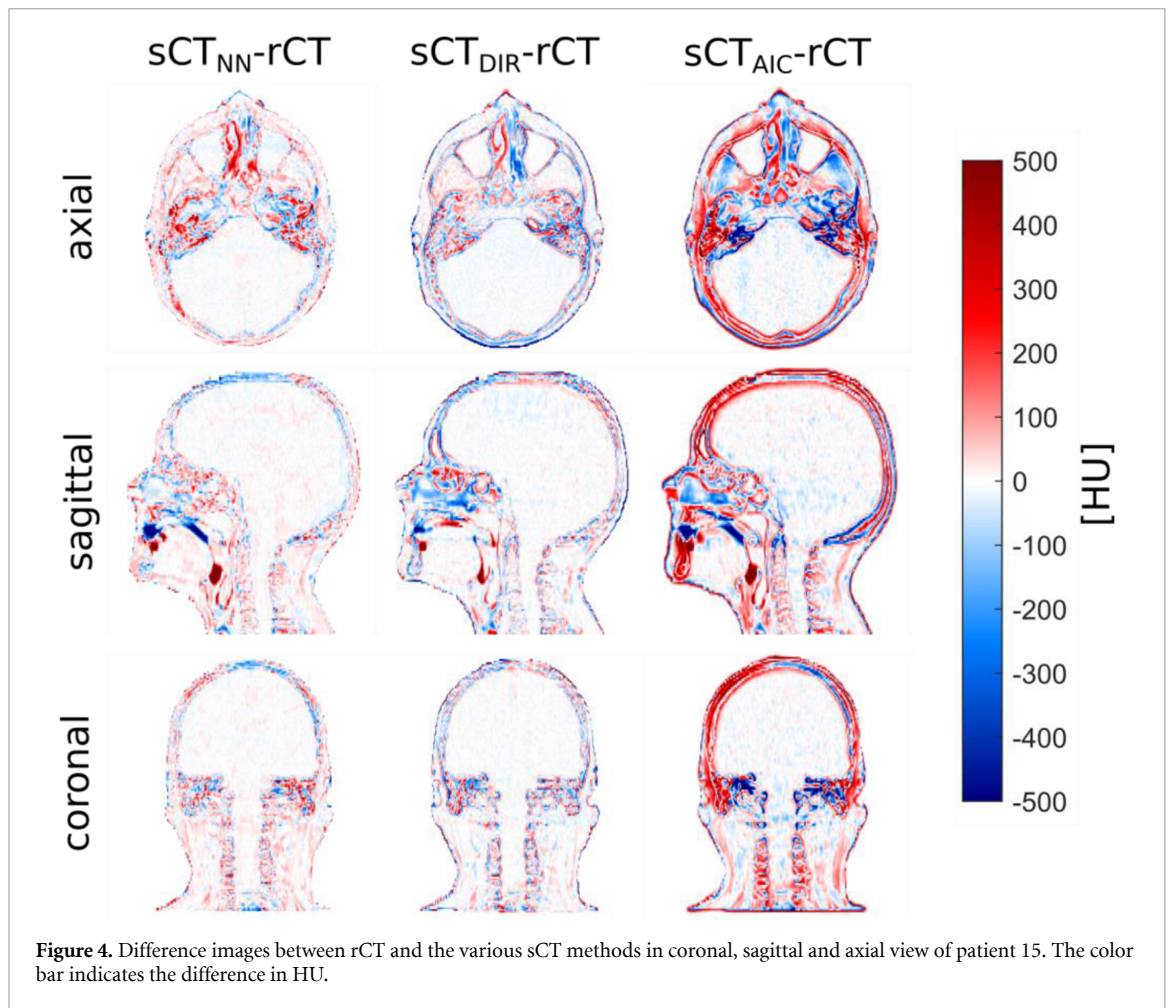 sCT_NN-rCT sCT_DIR-rCT sCT_AIC-rCT
axial
sagittal
coronal
500
400
300
200
100
0
-100
-200
-300
-400
-500
[HU]
Figure 4. Difference images between rCT and the various sCT methods in coronal, sagittal and axial view of patient 15. The color
bar indicates the difference in HU.